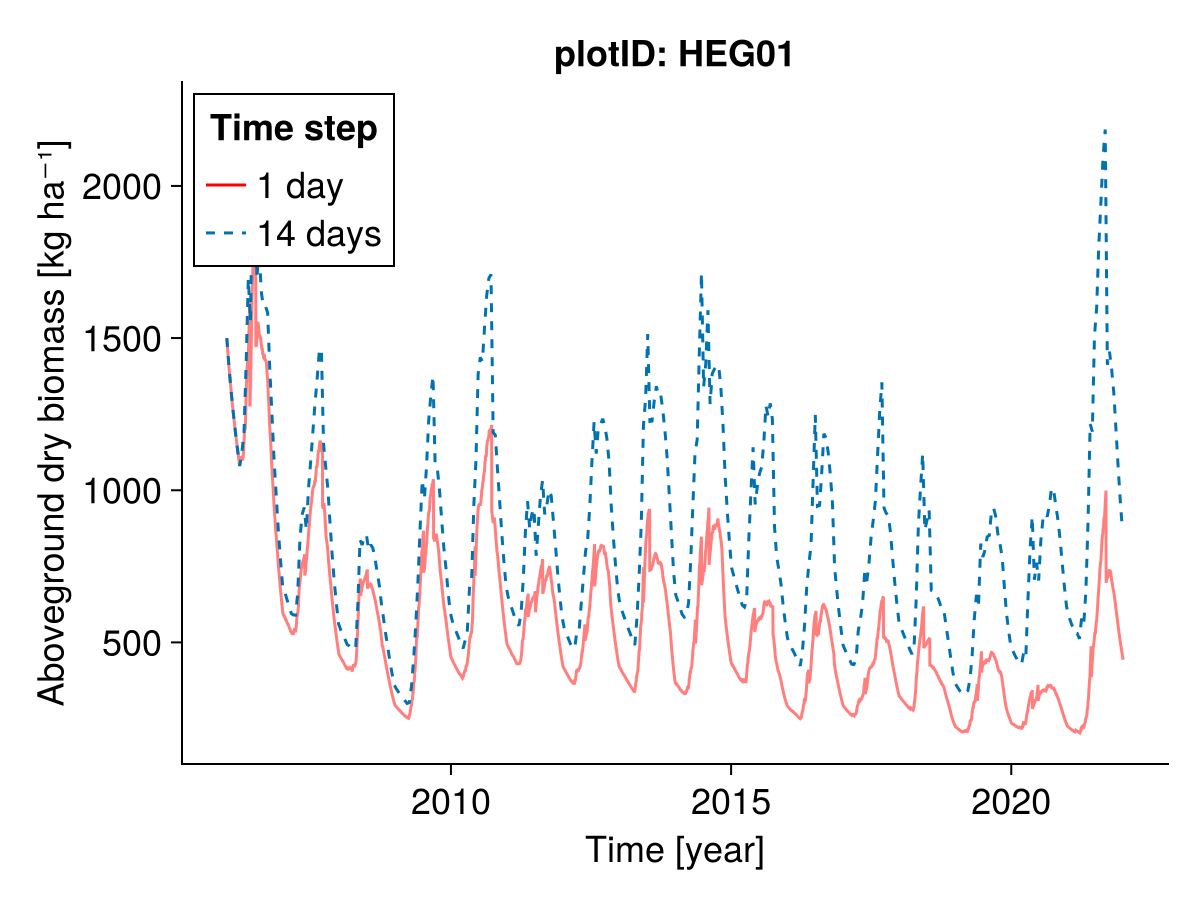 plotID: HEG01
Time step
1 day
14 days
Aboveground dry biomass [kg ha⁻¹]
2000
1500
1000
500
2010
2015
2020
Time [year]